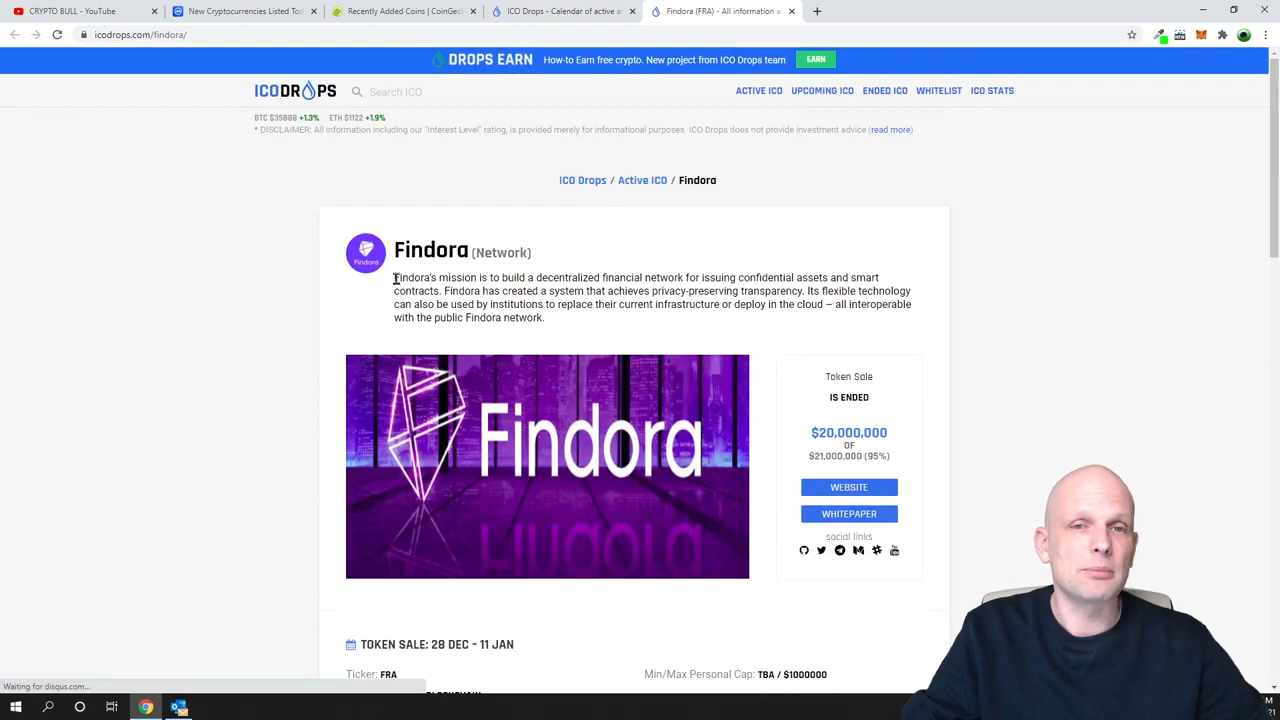 CRYPTO BULL - YouTube
New Cryptocurrencies Listed Tod
Recently Added Coins | CoinGec
ICO Drops - Calendar of active a
Findora (FRA) - All information a
icodrops.com/findora/
DROPS EARN How-to Earn free crypto. New project from ICO Drops team EARN
ICODROPS Search ICO ACTIVE ICO UPCOMING ICO ENDED ICO WHITELIST ICO STATS
BTC $35888 +1.3% ETH $1122 +1.9%
* DISCLAIMER: All information including our "Interest Level" rating, is provided merely for informational purposes. ICO Drops does not provide investment advice (read more)
ICO Drops / Active ICO / Findora
Findora (Network)
Findora's mission is to build a decentralized financial network for issuing confidential assets and smart
contracts. Findora has created a system that achieves privacy-preserving transparency. Its flexible technology
can also be used by institutions to replace their current infrastructure or deploy in the cloud – all interoperable
with the public Findora network.
Findora
Findora
Token Sale
IS ENDED
$20,000,000
OF
$21,000,000 (95%)
WEBSITE
WHITEPAPER
social links
TOKEN SALE: 28 DEC – 11 JAN
Ticker: FRA
Min/Max Personal Cap: TBA / $1000000
Waiting for disqus.com...